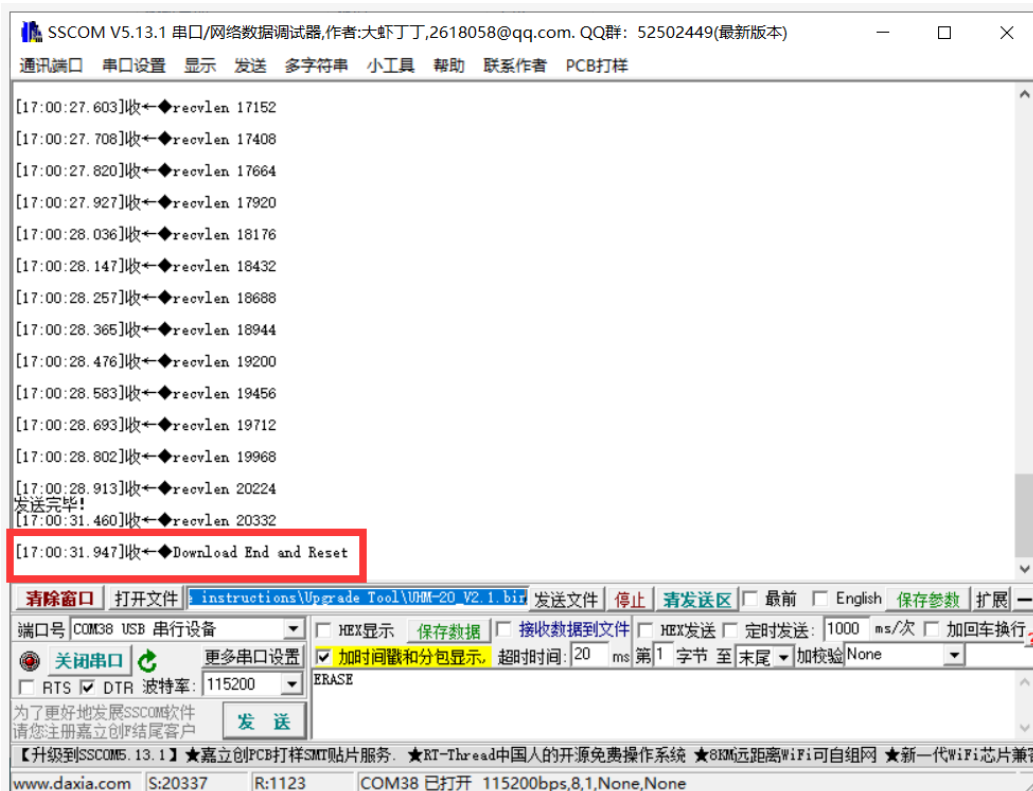 SSCOM V5.13.1 串口/网络数据调试器,作者:大虾丁丁,2618058@qq.com. QQ群: 52502449(最新版本)
通讯端口 串口设置 显示 发送 多字符串 小工具 帮助 联系作者 PCB打样
[17:00:27.603]收←◆recvlen 17152
[17:00:27.708]收←◆recvlen 17408
[17:00:27.820]收←◆recvlen 17664
[17:00:27.927]收←◆recvlen 17920
[17:00:28.036]收←◆recvlen 18176
[17:00:28.147]收←◆recvlen 18432
[17:00:28.257]收←◆recvlen 18688
[17:00:28.365]收←◆recvlen 18944
[17:00:28.476]收←◆recvlen 19200
[17:00:28.583]收←◆recvlen 19456
[17:00:28.693]收←◆recvlen 19712
[17:00:28.802]收←◆recvlen 19968
[17:00:28.913]收←◆recvlen 20224
发送完毕!
[17:00:31.460]收←◆recvlen 20332
[17:00:31.947]收←◆Download End and Reset
清除窗口 打开文件 instructions\Upgrade Tool\UHM-20_V2.1.bin 发送文件 停止 清发送区 最前 English 保存参数 扩展
端口号 COM38 USB 串行设备 HEX显示 保存数据 接收数据到文件 HEX发送 定时发送: 1000 ms/次 加回车换行
关闭串口 更多串口设置 加时间戳和分包显示, 超时时间: 20 ms 第1 字节 至 末尾 加校验 None
RTS DTR 波特率: 115200 ERASE
为了更好地发展SSCOM软件
请您注册嘉立创F结尾客户
发 送
【升级到SSCOM5.13.1】★嘉立创PCB打样SMT贴片服务. ★RT-Thread中国人的开源免费操作系统 ★8KM远距离WiFi可自组网 ★新一代WiFi芯片兼
www.daxia.com S:20337 R:1123 COM38 已打开 115200bps,8,1,None,None